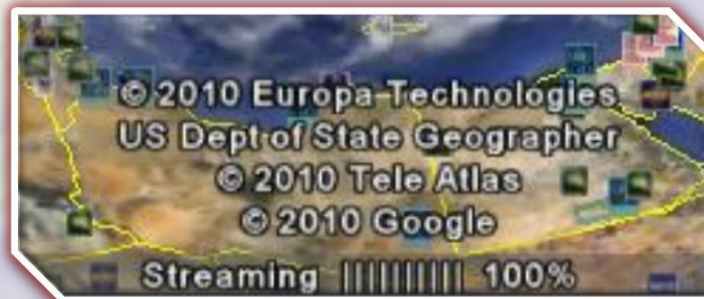 © 2010 Europa Technologies
US Dept of State Geographer
© 2010 Tele Atlas
© 2010 Google
Streaming |||||||||| 100%